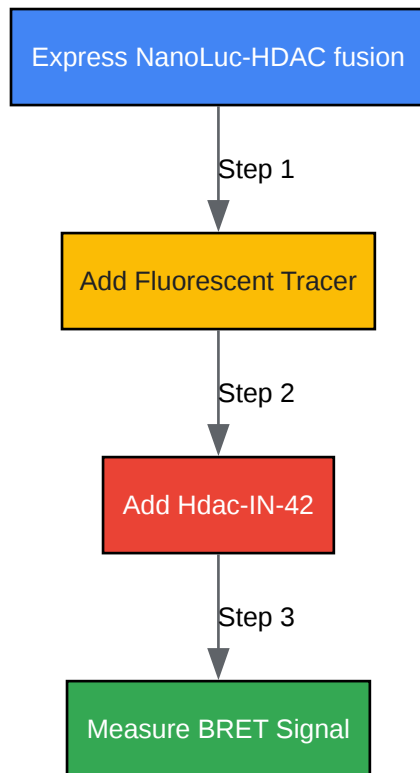 Express NanoLuc-HDAC fusion
Step 1
Add Fluorescent Tracer
Step 2
Add Hdac-IN-42
Step 3
Measure BRET Signal